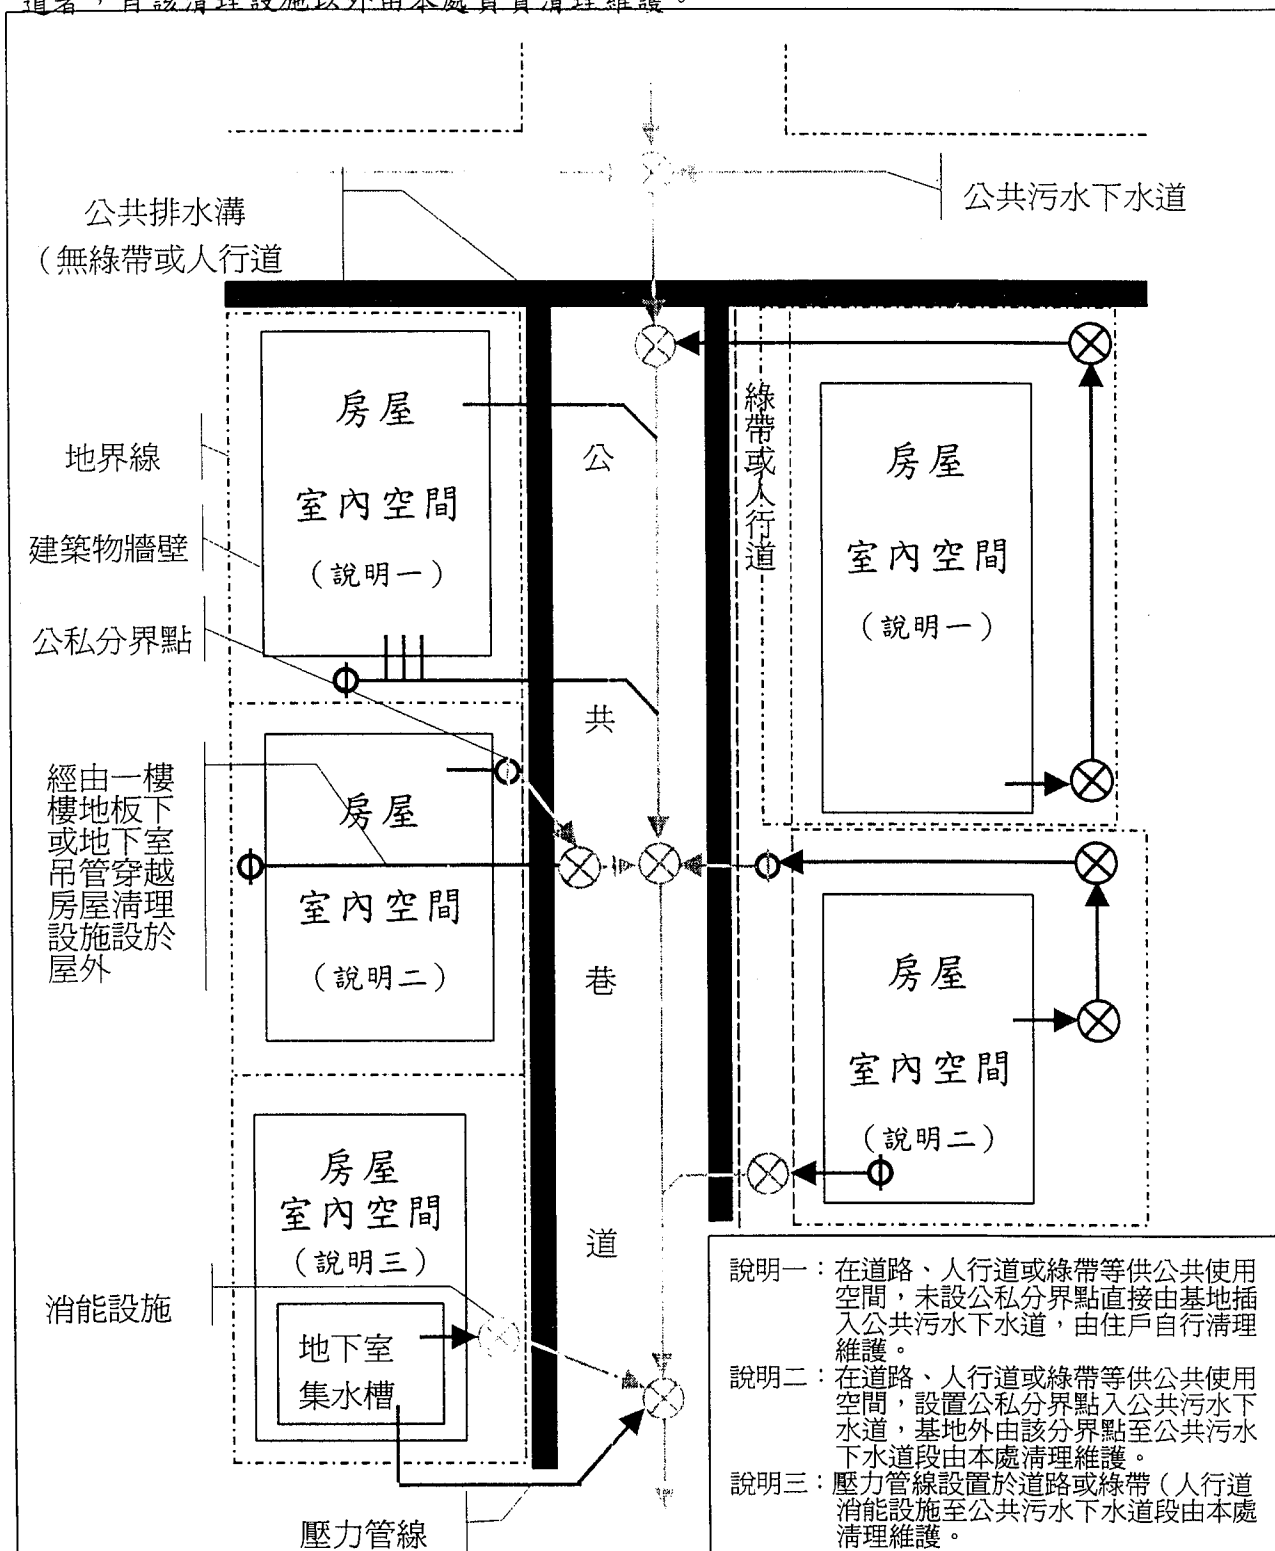 道者，自該清理設施以外由本處負責清理維護。
公共排水溝
（無綠帶或人行道
公共污水下水道
地界線
建築物牆壁
公私分界點
經由一樓
樓地板下
或地下室
吊管穿越
房屋清理
設施設於
屋外
消能設施
壓力管線
房屋
室內空間
（說明一）
房屋
室內空間
（說明二）
房屋
室內空間
（說明三）
地下室
集水槽
公
共
巷
道
綠帶或人行道
房屋
室內空間
（說明一）
房屋
室內空間
（說明二）
說明一：在道路、人行道或綠帶等供公共使用
空間，未設公私分界點直接由基地插
入公共污水下水道，由住戶自行清理
維護。
說明二：在道路、人行道或綠帶等供公共使用
空間，設置公私分界點入公共污水下
水道，基地外由該分界點至公共污水
下水道段由本處清理維護。
說明三：壓力管線設置於道路或綠帶（人行道
消能設施至公共污水下水道段由本處
清理維護。